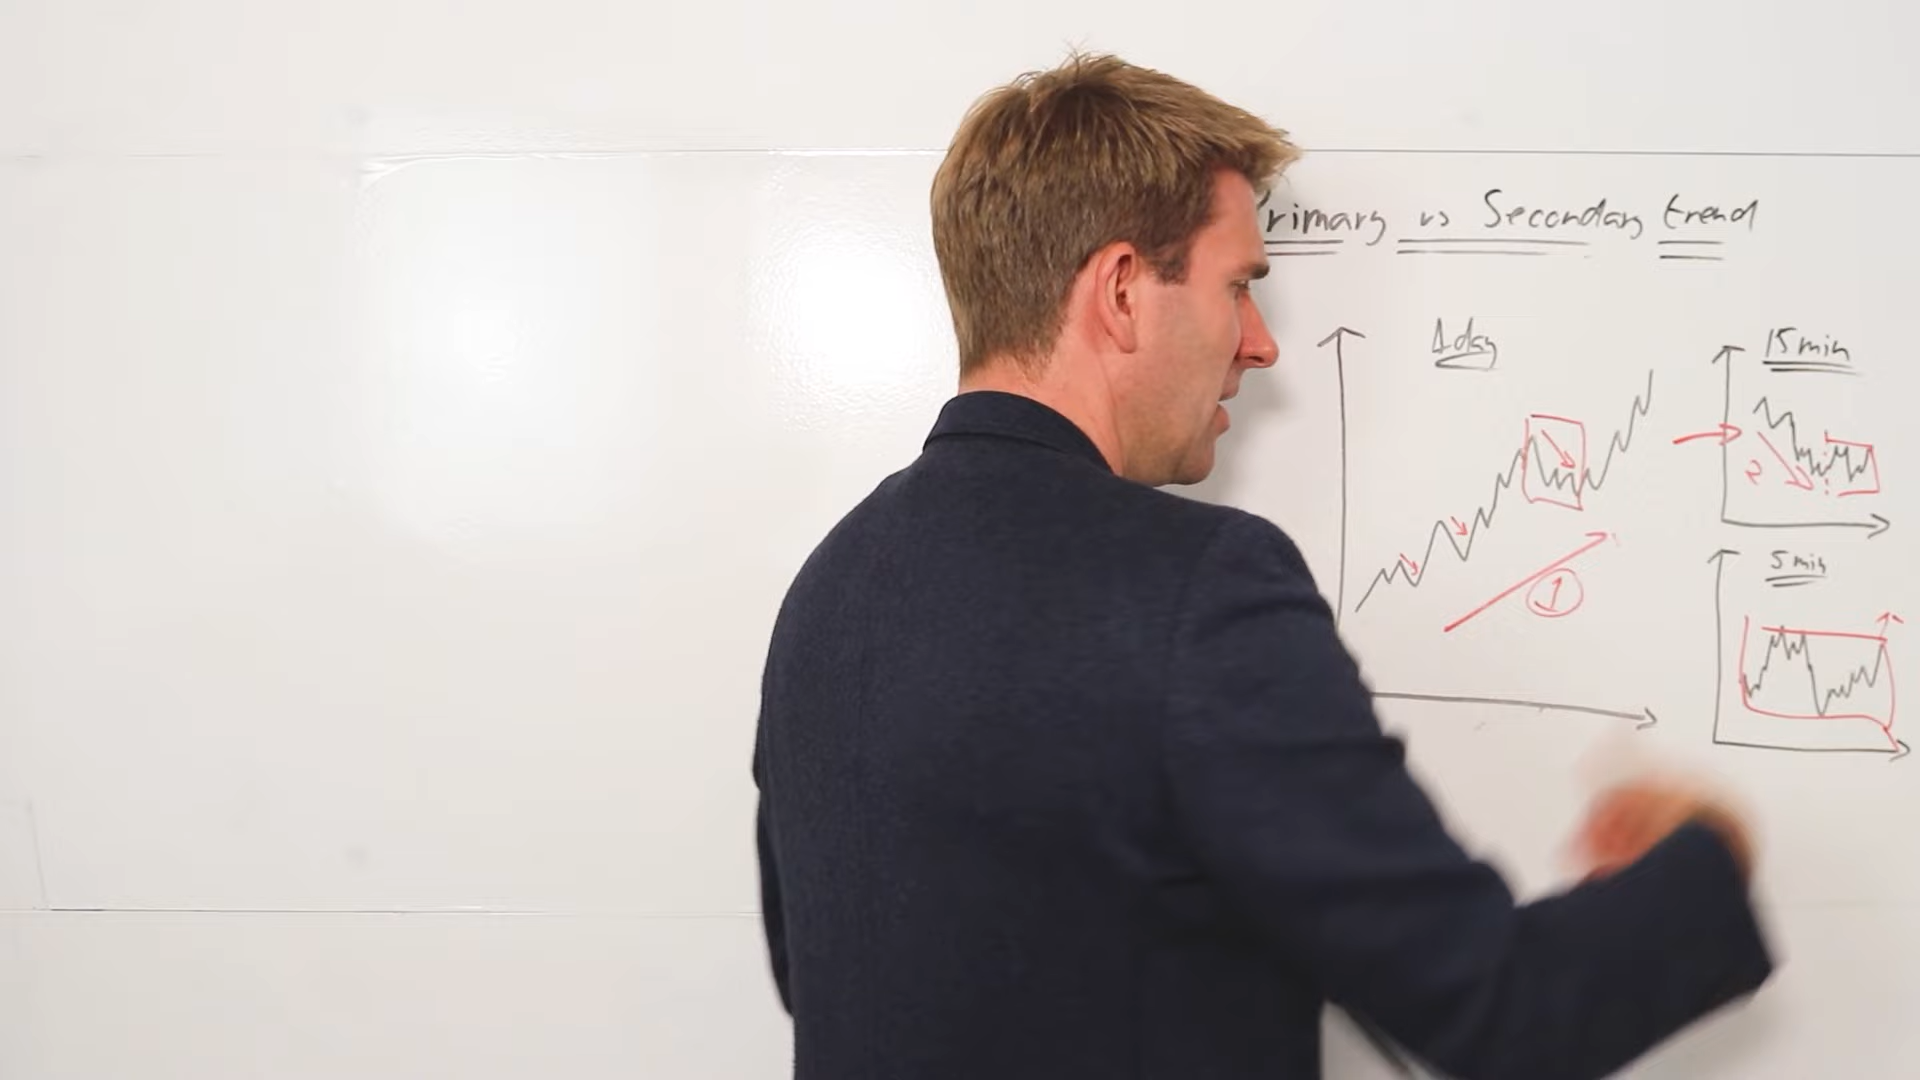 Primary vs Secondary trend
1 day
15 min
2
1
5 min